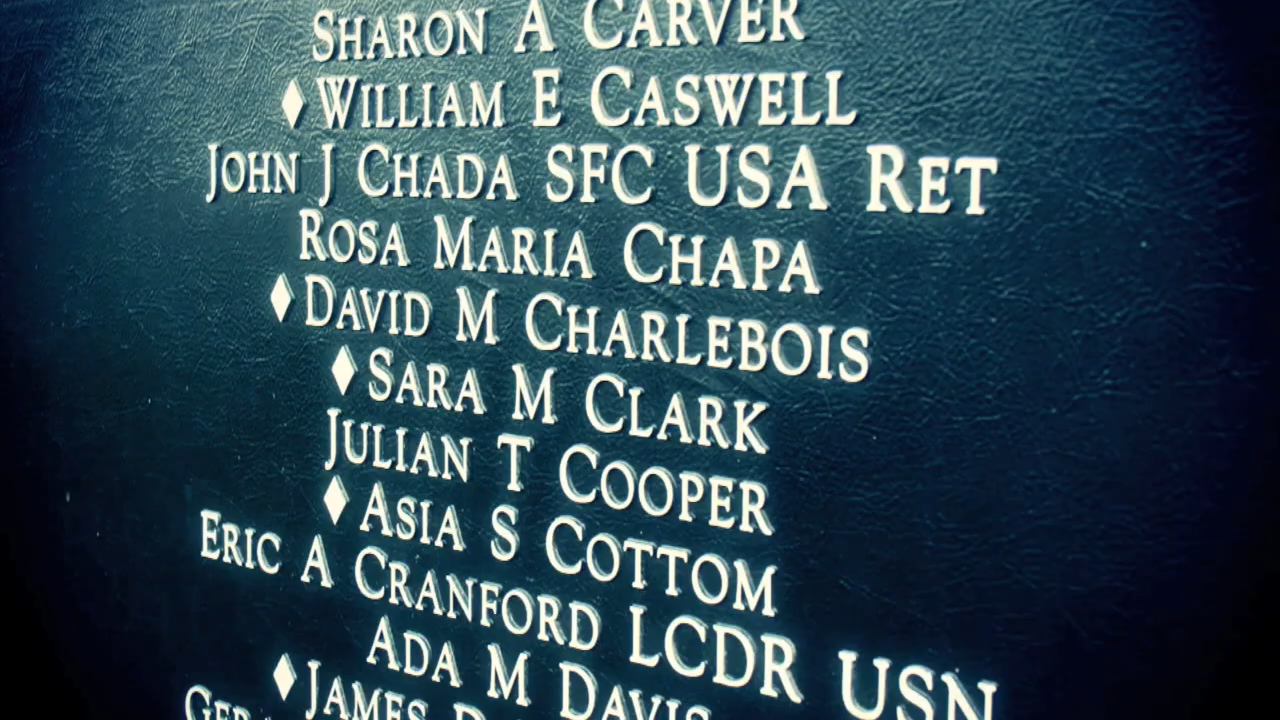 SHARON A CARVER
♦WILLIAM E CASWELL
JOHN J CHADA SFC USA RET
ROSA MARIA CHAPA
♦DAVID M CHARLEBOIS
♦SARA M CLARK
JULIAN T COOPER
♦ASIA S COTTOM
ERIC A CRANFORD LCDR USN
ADA M DAVIS
♦JAMES